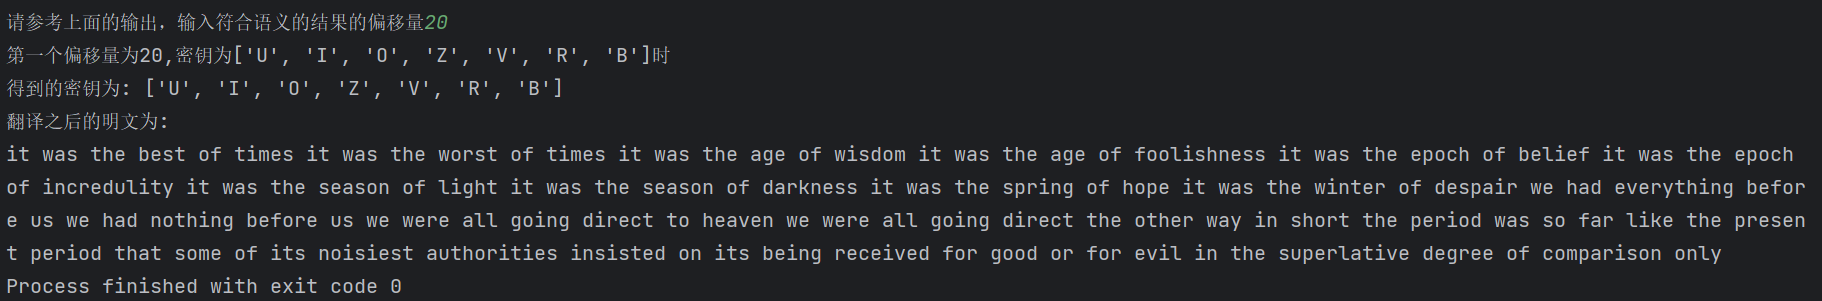 请参考上面的输出，输入符合语义的结果的偏移量20
第一个偏移量为20,密钥为['U', 'I', 'O', 'Z', 'V', 'R', 'B']时
得到的密钥为: ['U', 'I', 'O', 'Z', 'V', 'R', 'B']
翻译之后的明文为:
it was the best of times it was the worst of times it was the age of wisdom it was the age of foolishness it was the epoch of belief it was the epoch
of incredulity it was the season of light it was the season of darkness it was the spring of hope it was the winter of despair we had everything befor
e us we had nothing before us we were all going direct to heaven we were all going direct the other way in short the period was so far like the presen
t period that some of its noisiest authorities insisted on its being received for good or for evil in the superlative degree of comparison only
Process finished with exit code 0